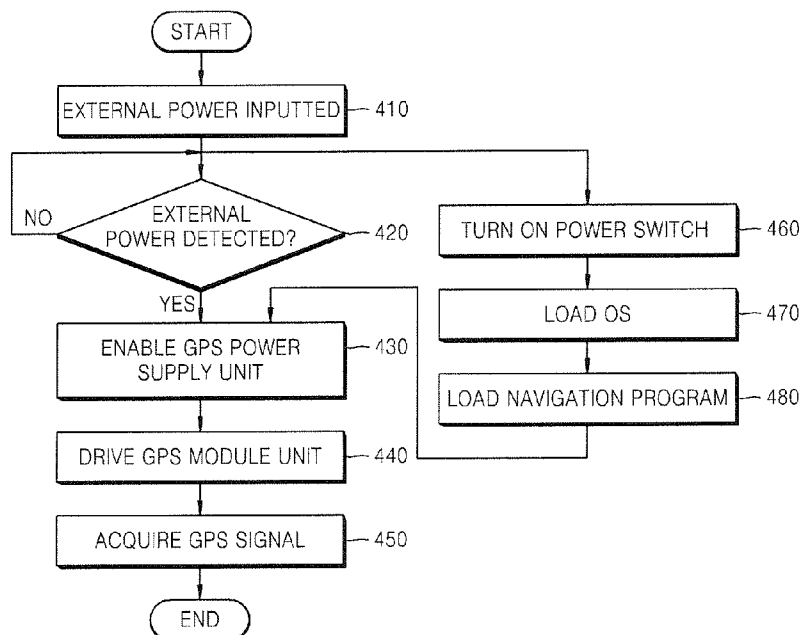 START
EXTERNAL POWER INPUTTED
410
NO
EXTERNAL
POWER DETECTED?
420
YES
ENABLE GPS POWER
SUPPLY UNIT
430
DRIVE GPS MODULE UNIT
440
ACQUIRE GPS SIGNAL
450
END
TURN ON POWER SWITCH
460
LOAD OS
470
LOAD NAVIGATION PROGRAM
480